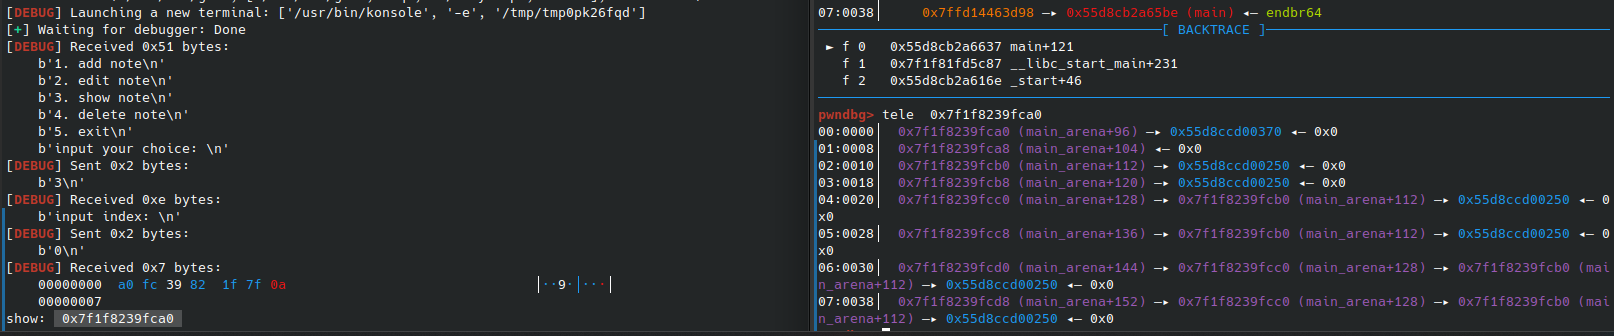 [DEBUG] Launching a new terminal: ['/usr/bin/konsole', '-e', '/tmp/tmp0pk26fqd']
[+] Waiting for debugger: Done
[DEBUG] Received 0x51 bytes:
b'1. add note\n'
b'2. edit note\n'
b'3. show note\n'
b'4. delete note\n'
b'5. exit\n'
b'input your choice: \n'
[DEBUG] Sent 0x2 bytes:
b'3\n'
[DEBUG] Received 0xe bytes:
b'input index: \n'
[DEBUG] Sent 0x2 bytes:
b'0\n'
[DEBUG] Received 0x7 bytes:
00000000  a0 fc 39 82  1f 7f 0a │··9·│···│
00000007
show: 0x7f1f8239fca0
07:0038│ 0x7ffd14463d98 —▸ 0x55d8cb2a65be (main) ◂— endbr64
[ BACKTRACE ]
► f 0   0x55d8cb2a6637 main+121
f 1   0x7f1f81fd5c87 __libc_start_main+231
f 2   0x55d8cb2a616e _start+46
pwndbg> tele  0x7f1f8239fca0
00:0000│ 0x7f1f8239fca0 (main_arena+96) —▸ 0x55d8ccd00370 ◂— 0x0
01:0008│ 0x7f1f8239fca8 (main_arena+104) ◂— 0x0
02:0010│ 0x7f1f8239fcb0 (main_arena+112) —▸ 0x55d8ccd00250 ◂— 0x0
03:0018│ 0x7f1f8239fcb8 (main_arena+120) —▸ 0x55d8ccd00250 ◂— 0x0
04:0020│ 0x7f1f8239fcc0 (main_arena+128) —▸ 0x7f1f8239fcb0 (main_arena+112) —▸ 0x55d8ccd00250 ◂— 0
x0
05:0028│ 0x7f1f8239fcc8 (main_arena+136) —▸ 0x7f1f8239fcb0 (main_arena+112) —▸ 0x55d8ccd00250 ◂— 0
x0
06:0030│ 0x7f1f8239fcd0 (main_arena+144) —▸ 0x7f1f8239fcc0 (main_arena+128) —▸ 0x7f1f8239fcb0 (mai
n_arena+112) —▸ 0x55d8ccd00250 ◂— 0x0
07:0038│ 0x7f1f8239fcd8 (main_arena+152) —▸ 0x7f1f8239fcc0 (main_arena+128) —▸ 0x7f1f8239fcb0 (mai
n_arena+112) —▸ 0x55d8ccd00250 ◂— 0x0